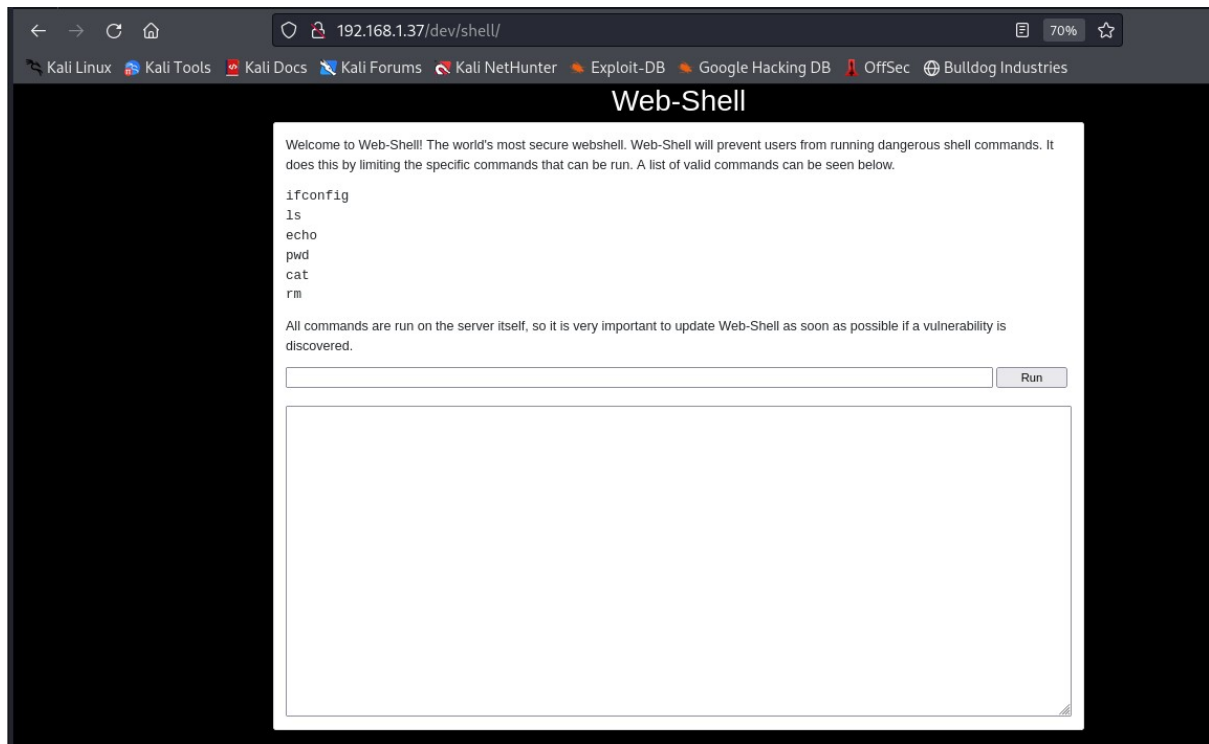 192.168.1.37/dev/shell/
70%
Kali Linux Kali Tools Kali Docs Kali Forums Kali NetHunter Exploit-DB Google Hacking DB OffSec Bulldog Industries
Web-Shell
Welcome to Web-Shell! The world's most secure webshell. Web-Shell will prevent users from running dangerous shell commands. It
does this by limiting the specific commands that can be run. A list of valid commands can be seen below.
ifconfig
ls
echo
pwd
cat
rm
All commands are run on the server itself, so it is very important to update Web-Shell as soon as possible if a vulnerability is
discovered.
Run